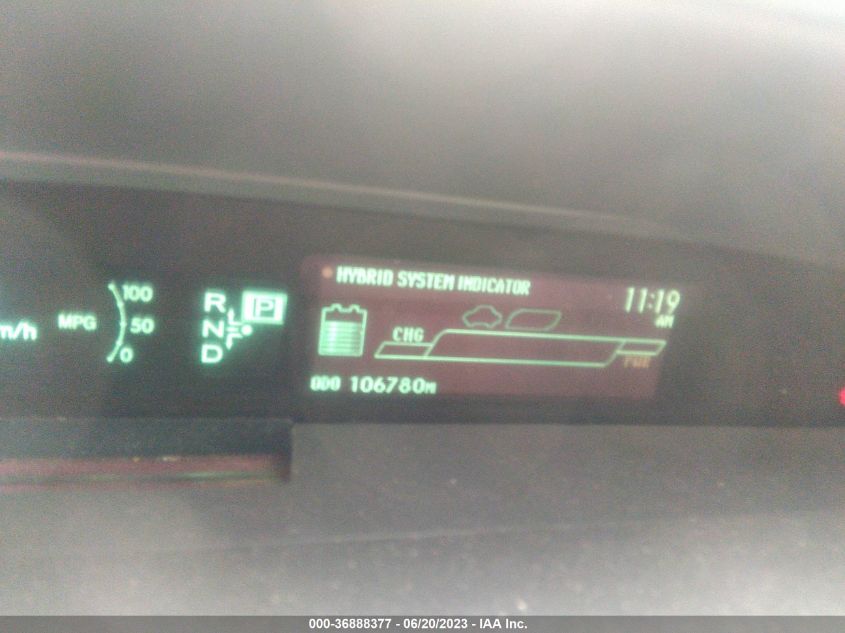 m/h
MPG
100
50
0
R
N
D
P
HYBRID SYSTEM INDICATOR
11:19
AM
CHG
PWR
ODO 106780M
000-36888377 - 06/20/2023 - IAA Inc.